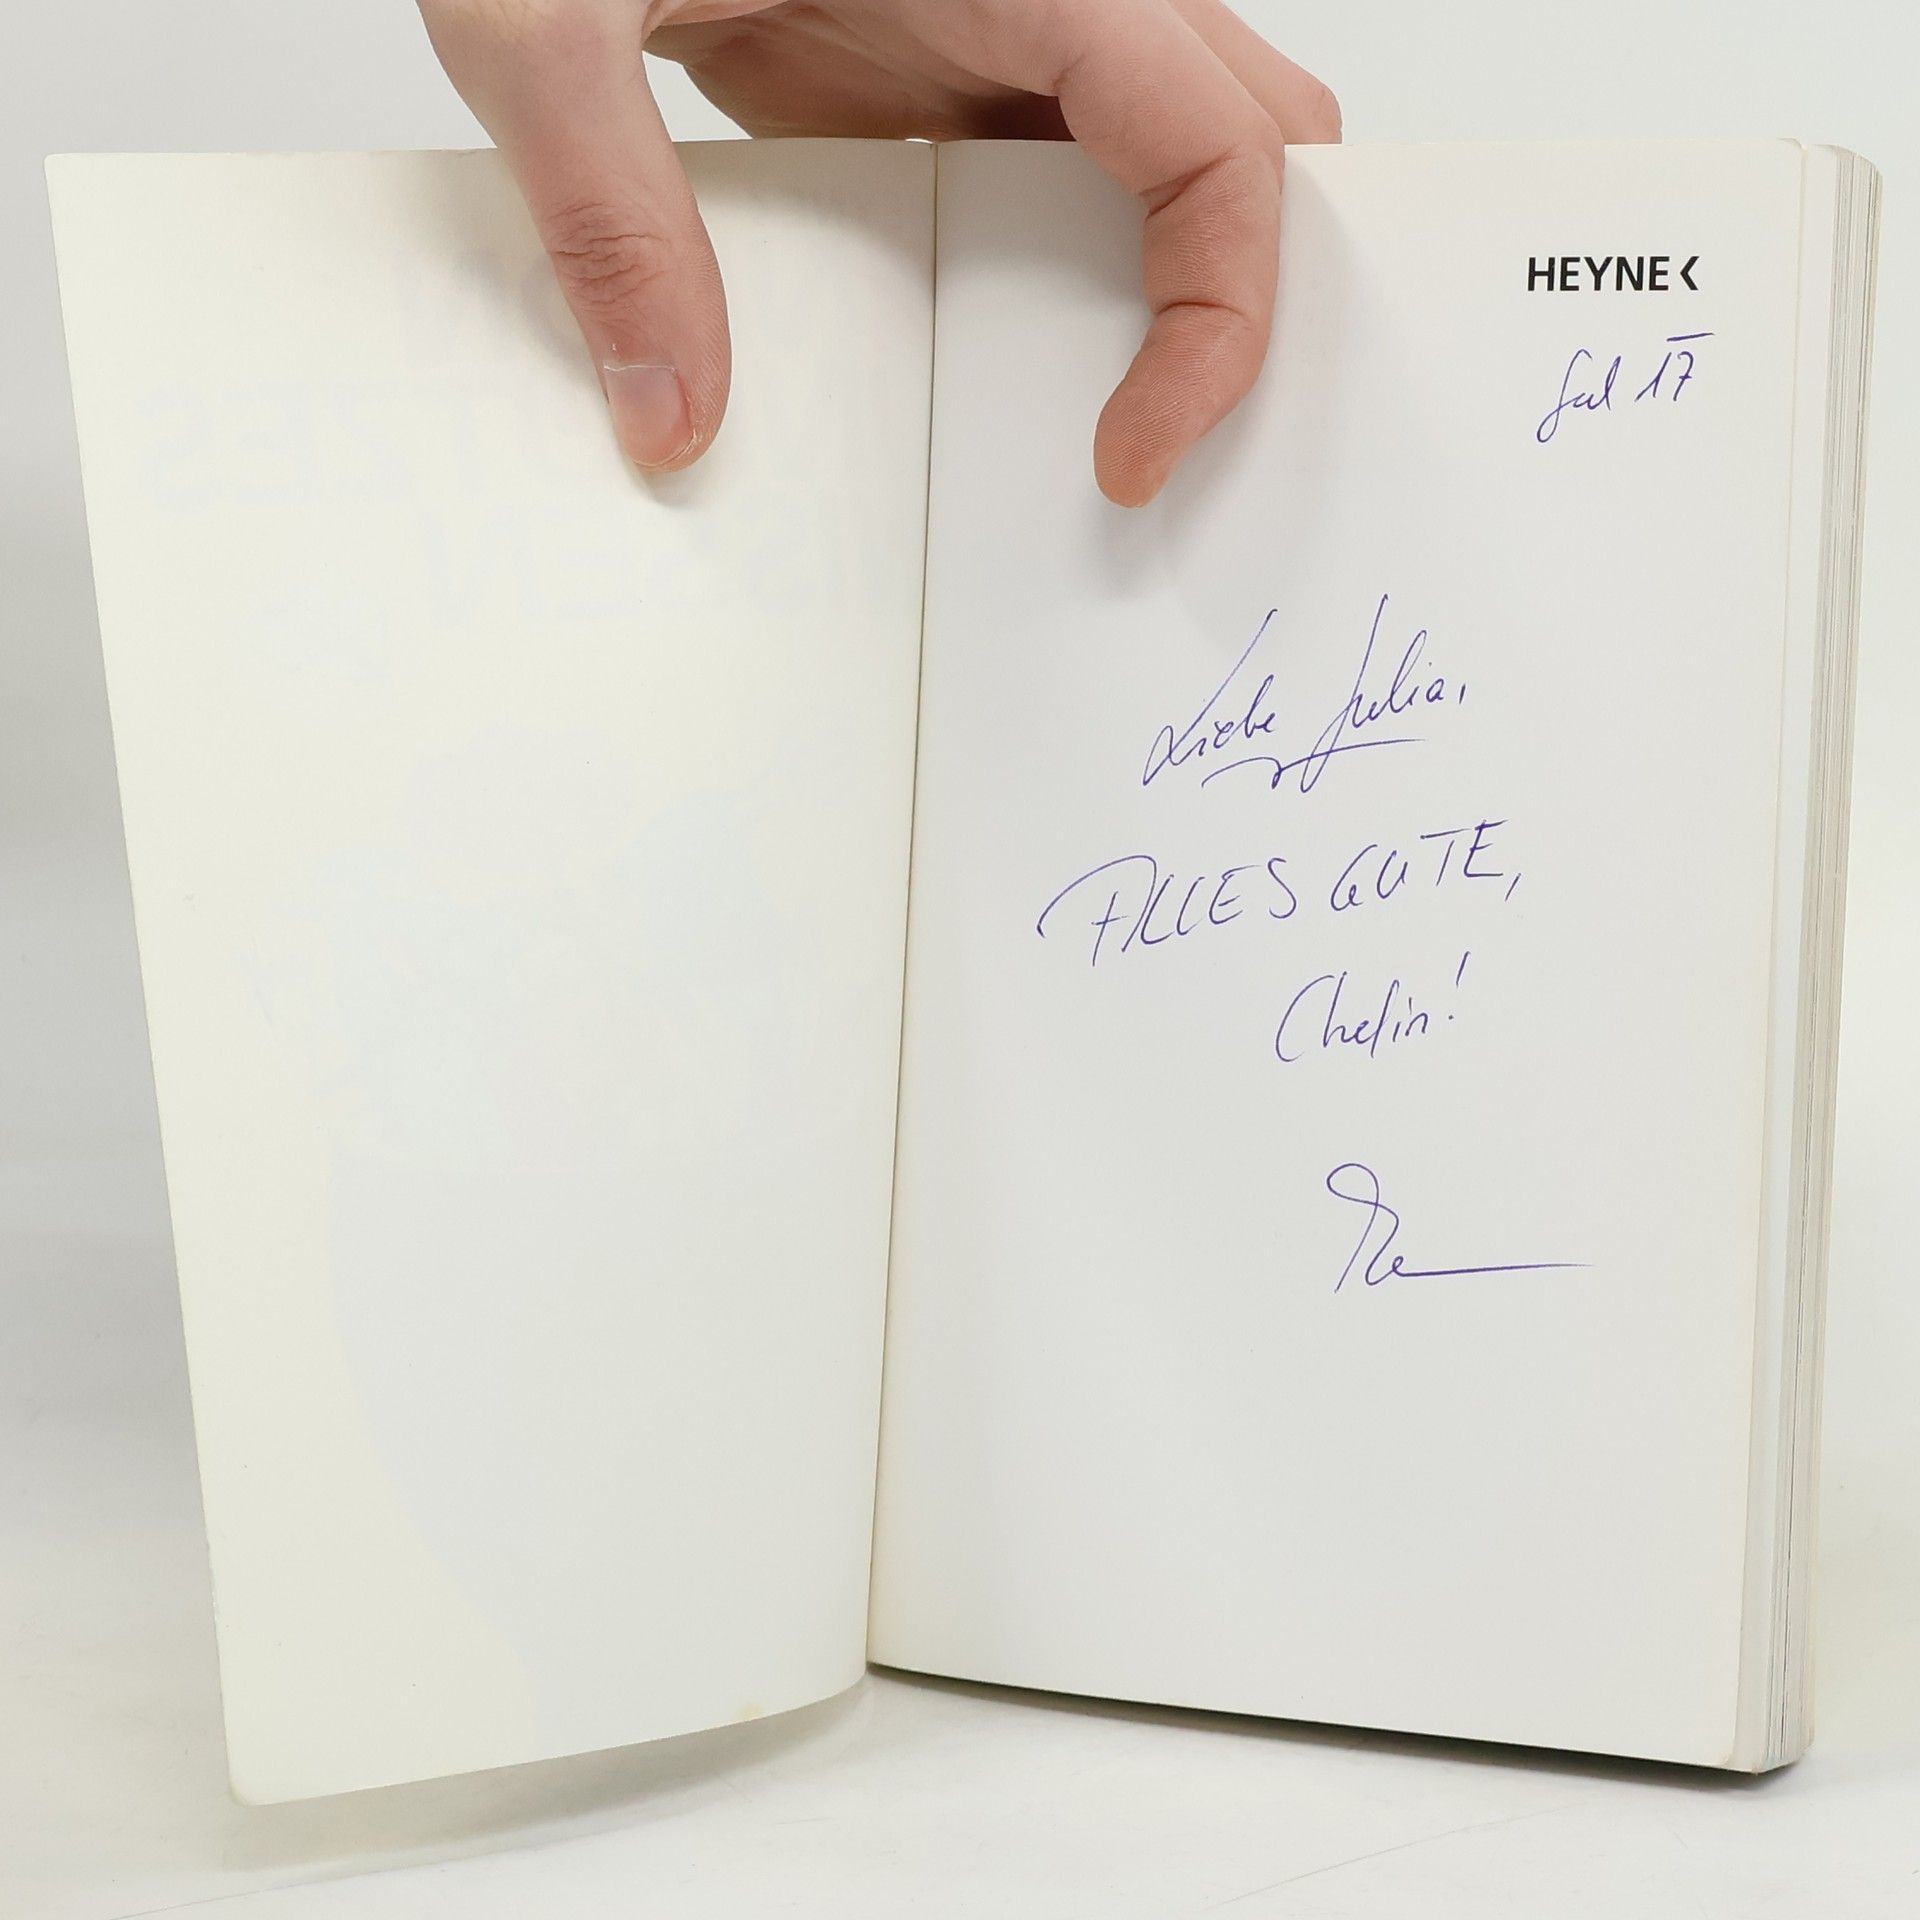 HEYNE <
Jul 17
Liebe Julia,
ALLES GUTE,
Chefin!